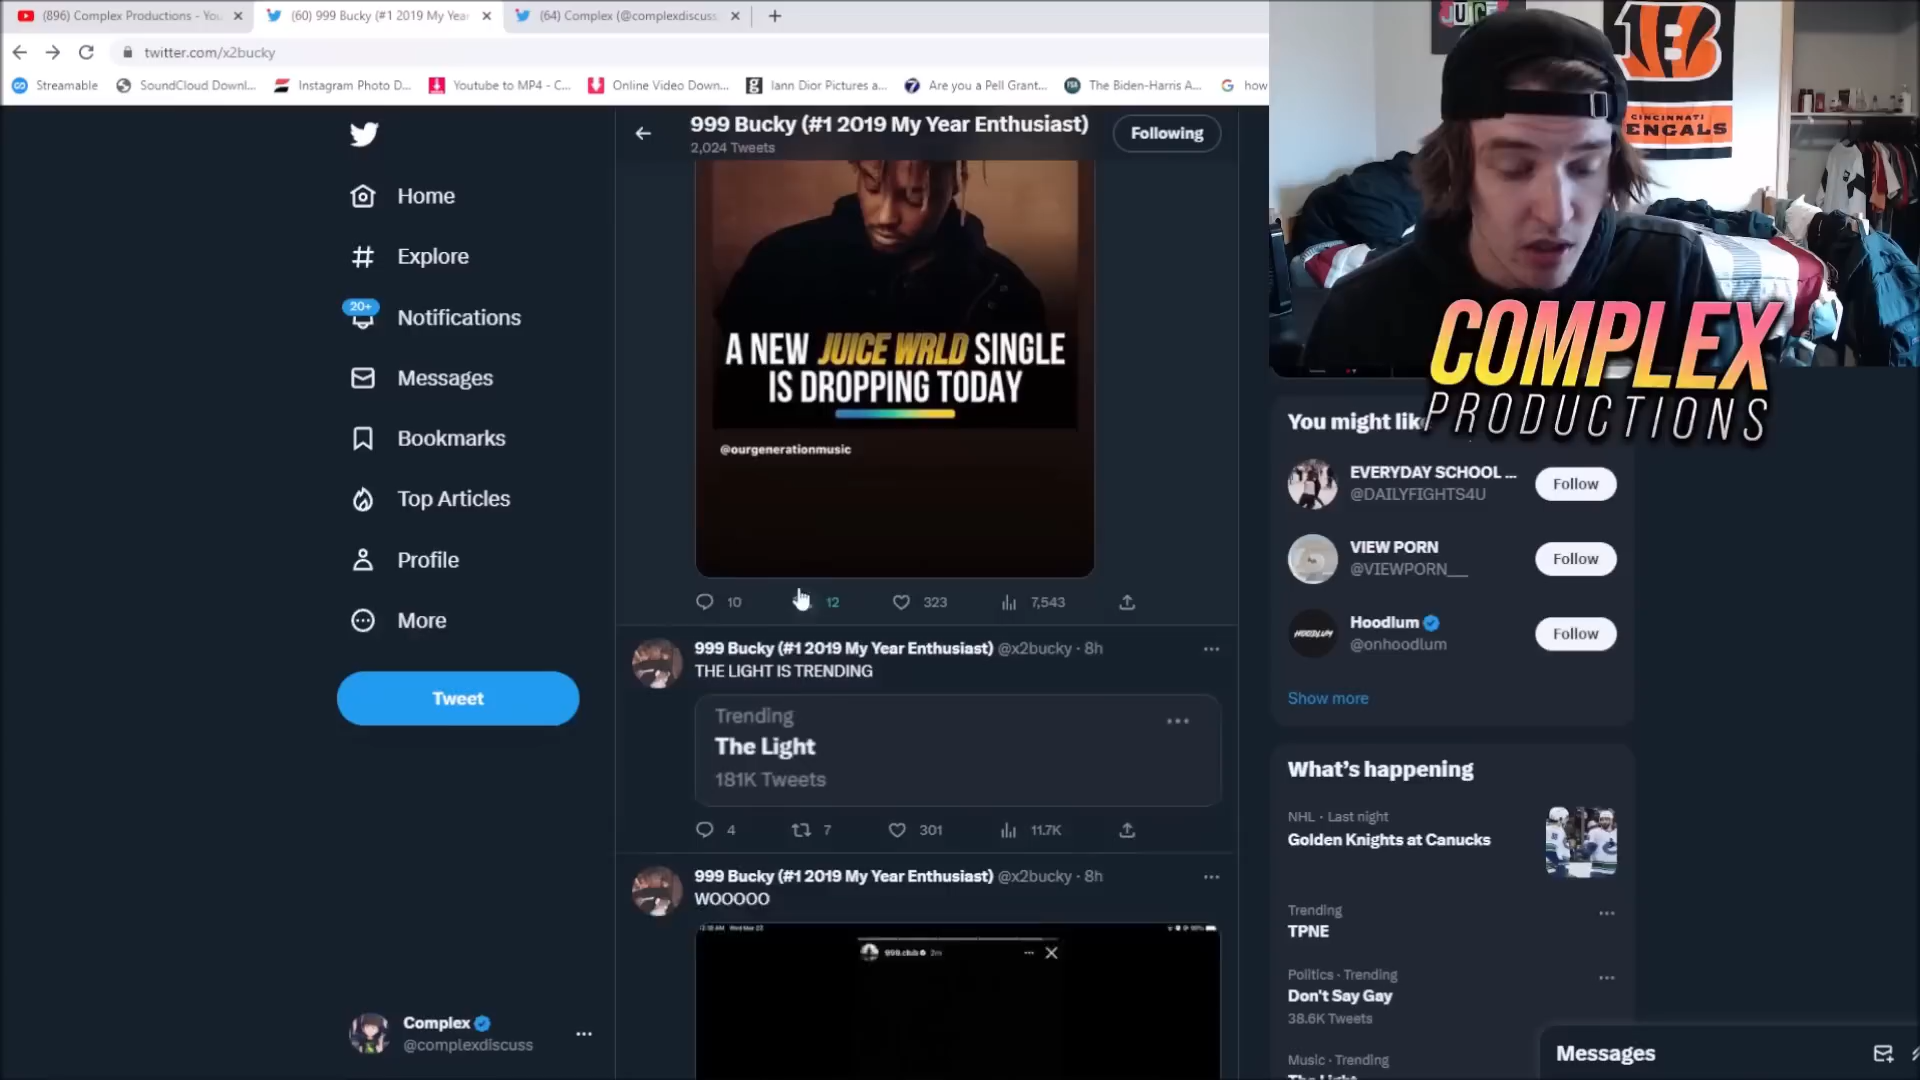 (896) Complex Productions - You
(60) 999 Bucky (#1 2019 My Year
(64) Complex (@complexdiscuss
twitter.com/x2bucky
Streamable
SoundCloud Downl...
Instagram Photo D...
Youtube to MP4 - C...
Online Video Down...
Iann Dior Pictures a...
Are you a Pell Grant...
The Biden-Harris A...
how
999 Bucky (#1 2019 My Year Enthusiast)
2,024 Tweets
Following
Home
Explore
20+
Notifications
Messages
Bookmarks
Top Articles
Profile
More
Tweet
Complex
@complexdiscuss
A NEW JUICE WRLD SINGLE
IS DROPPING TODAY
@ourgenerationmusic
10
12
323
7,543
999 Bucky (#1 2019 My Year Enthusiast) @x2bucky · 8h
THE LIGHT IS TRENDING
Trending
The Light
181K Tweets
4
7
301
11.7K
999 Bucky (#1 2019 My Year Enthusiast) @x2bucky · 8h
WOOOOO
999.club 2m
CINCINNATI
BENGALS
COMPLEX
PRODUCTIONS
You might lik
EVERYDAY SCHOOL ...
@DAILYFIGHTS4U
Follow
VIEW PORN
@VIEWPORN___
Follow
HOODLUM
Hoodlum
@onhoodlum
Follow
Show more
What's happening
NHL · Last night
Golden Knights at Canucks
Trending
TPNE
Politics · Trending
Don't Say Gay
38.6K Tweets
Music · Trending
The Light
Messages